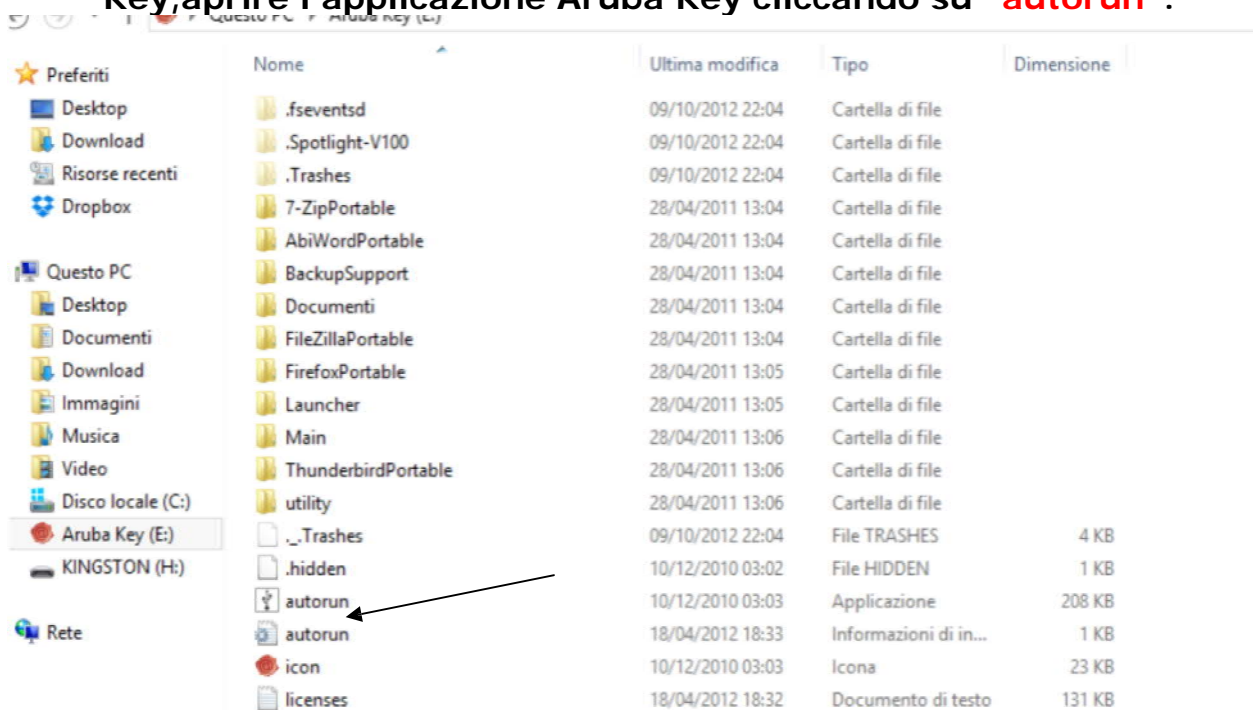 Key,aprire l'applicazione Aruba Key cliccando su "autorun".
Questo PC Aruba Key (E:)
Nome Ultima modifica Tipo Dimensione
Preferiti
Desktop
Download
Risorse recenti
Dropbox
Questo PC
Desktop
Documenti
Download
Immagini
Musica
Video
Disco locale (C:)
Aruba Key (E:)
KINGSTON (H:)
Rete
.fseventsd 09/10/2012 22:04 Cartella di file
.Spotlight-V100 09/10/2012 22:04 Cartella di file
.Trashes 09/10/2012 22:04 Cartella di file
7-ZipPortable 28/04/2011 13:04 Cartella di file
AbiWordPortable 28/04/2011 13:04 Cartella di file
BackupSupport 28/04/2011 13:04 Cartella di file
Documenti 28/04/2011 13:04 Cartella di file
FileZillaPortable 28/04/2011 13:04 Cartella di file
FirefoxPortable 28/04/2011 13:05 Cartella di file
Launcher 28/04/2011 13:05 Cartella di file
Main 28/04/2011 13:06 Cartella di file
ThunderbirdPortable 28/04/2011 13:06 Cartella di file
utility 28/04/2011 13:06 Cartella di file
._.Trashes 09/10/2012 22:04 File TRASHES 4 KB
.hidden 10/12/2010 03:02 File HIDDEN 1 KB
autorun 10/12/2010 03:03 Applicazione 208 KB
autorun 18/04/2012 18:33 Informazioni di in... 1 KB
icon 10/12/2010 03:03 Icona 23 KB
licenses 18/04/2012 18:32 Documento di testo 131 KB